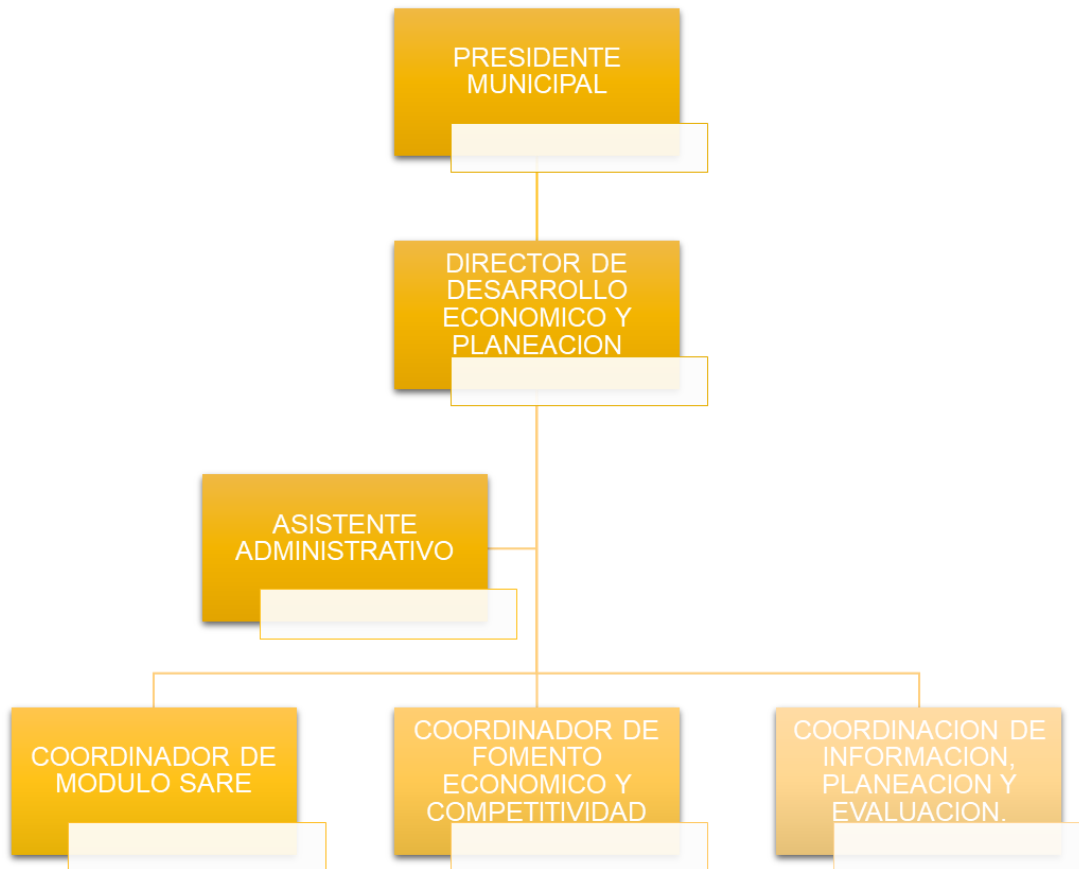 PRESIDENTE
MUNICIPAL
DIRECTOR DE
DESARROLLO
ECONOMICO Y
PLANEACION
ASISTENTE
ADMINISTRATIVO
COORDINADOR DE
MODULO SARE
COORDINADOR DE
FOMENTO
ECONOMICO Y
COMPETITIVIDAD
COORDINACION DE
INFORMACION,
PLANEACION Y
EVALUACION.